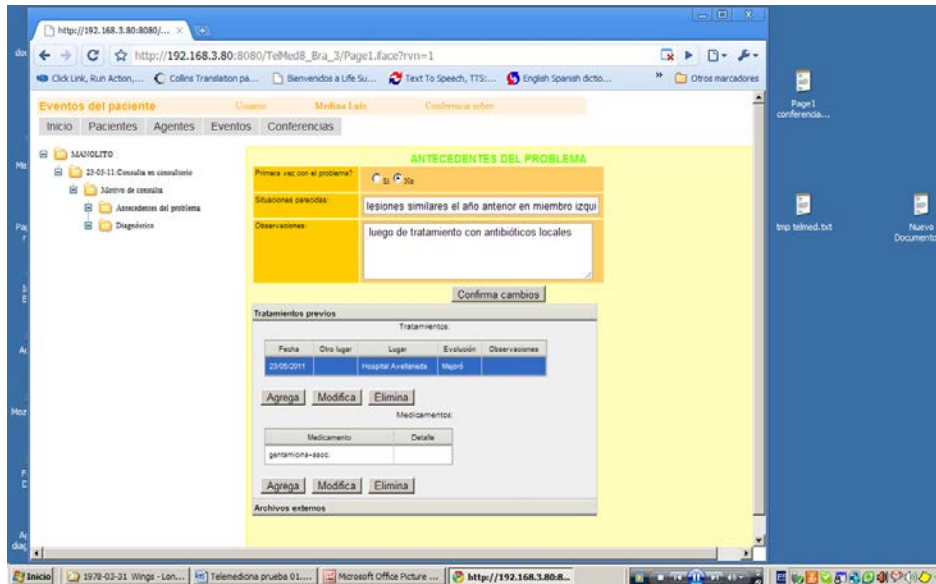 http://192.168.3.80:8080/...
http://192.168.3.80:8080/TelMed8_Bra_3/Page1.iface?rvn=1
Click Link, Run Action,... Collins Translation pa... Bienvenidos a Life Su... Text To Speech, TTS:... English Spanish dictio... » Otros marcadores
Eventos del paciente Usuario Medina Luis Conferencia sobre
Inicio Pacientes Agentes Eventos Conferencias
MANOLITO
23-05-11:Consulta en consultorio
Motivo de consulta
Antecedentes del problema
Diagnóstico
ANTECEDENTES DEL PROBLEMA
Primera vez con el problema? Si No
Situaciones parecidas: lesiones similares el año anterior en miembro izqui
Observaciones: luego de tratamiento con antibióticos locales
Confirma cambios
Tratamientos previos
Tratamientos:
Fecha Otro lugar Lugar Evolución Observaciones
23/05/2011 Hospital Avellaneda Mejoró
Agrega Modifica Elimina
Medicamentos:
Medicamento Detalle
gentamicina-asoc.
Agrega Modifica Elimina
Archivos externos
Page1
conferencia...
tmp telmed.txt
Nuevo
Documento
Inicio 1978-03-31 Wings - Lon... Telemedicina prueba 01.... Microsoft Office Picture ... http://192.168.3.80:8...